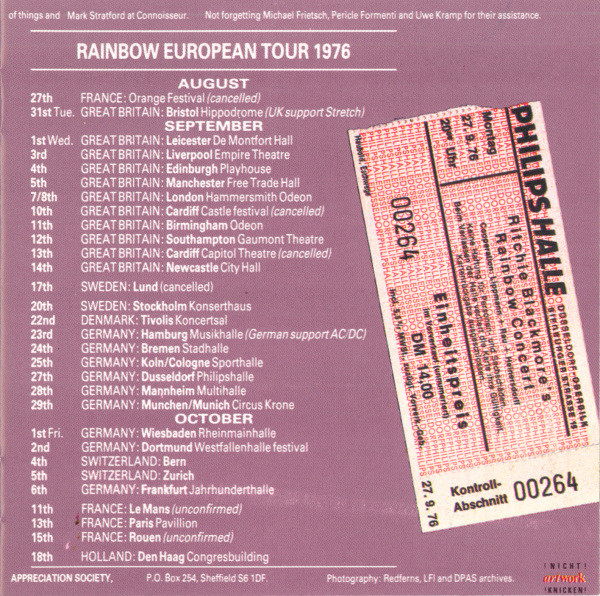 of things and Mark Stratford at Connoisseur. Not forgetting Michael Frietsch, Pericle Formenti and Uwe Kramp for their assistance.
RAINBOW EUROPEAN TOUR 1976
AUGUST
27th FRANCE: Orange Festival (cancelled)
31st Tue. GREAT BRITAIN: Bristol Hippodrome (UK support Stretch)
SEPTEMBER
1st Wed. GREAT BRITAIN: Leicester De Montfort Hall
3rd GREAT BRITAIN: Liverpool Empire Theatre
4th GREAT BRITAIN: Edinburgh Playhouse
5th GREAT BRITAIN: Manchester Free Trade Hall
7/8th GREAT BRITAIN: London Hammersmith Odeon
10th GREAT BRITAIN: Cardiff Castle festival (cancelled)
11th GREAT BRITAIN: Birmingham Odeon
12th GREAT BRITAIN: Southampton Gaumont Theatre
13th GREAT BRITAIN: Cardiff Capitol Theatre (cancelled)
14th GREAT BRITAIN: Newcastle City Hall
17th SWEDEN: Lund (cancelled)
20th SWEDEN: Stockholm Konserthaus
22nd DENMARK: Tivolis Koncertsal
23rd GERMANY: Hamburg Musikhalle (German support AC/DC)
24th GERMANY: Bremen Stadhalle
25th GERMANY: Koln/Cologne Sporthalle
27th GERMANY: Dusseldorf Philipshalle
28th GERMANY: Mannheim Multihalle
29th GERMANY: Munchen/Munich Circus Krone
OCTOBER
1st Fri. GERMANY: Wiesbaden Rheinmainhalle
2nd GERMANY: Dortmund Westfallenhalle festival
4th SWITZERLAND: Bern
5th SWITZERLAND: Zurich
6th GERMANY: Frankfurt Jahrhunderthalle
11th FRANCE: Le Mans (unconfirmed)
13th FRANCE: Paris Pavillion
15th FRANCE: Rouen (unconfirmed)
18th HOLLAND: Den Haag Congresbuilding
APPRECIATION SOCIETY, P.O. Box 254, Sheffield S6 1DF. Photography: Redferns, LFI and DPAS archives.
PHILIPS HALLE
DUSSELDORF-OBERBILK
SIEGBURGER STRASSE 15
Ritchie Blackmore's
Rainbow Concert
Montag
27.9.76
20 Uhr
Einheitspreis
DM 14,00
00264
27.9.76
Kontroll-
Abschnitt 00264
! NICHT !
artwork
! KNICKEN !